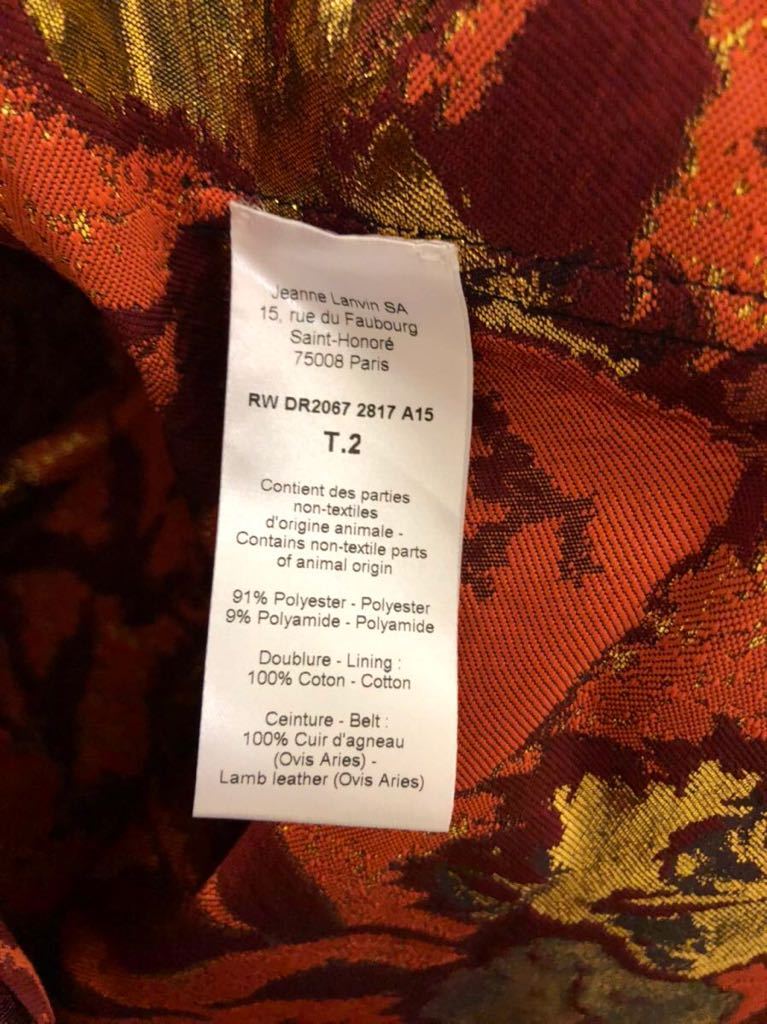 Jeanne Lanvin SA
15, rue du Faubourg
Saint-Honoré
75008 Paris
RW DR2067 2817 A15
T.2
Contient des parties
non-textiles
d'origine animale -
Contains non-textile parts
of animal origin
91% Polyester - Polyester
9% Polyamide - Polyamide
Doublure - Lining :
100% Coton - Cotton
Ceinture - Belt :
100% Cuir d'agneau
(Ovis Aries) -
Lamb leather (Ovis Aries)